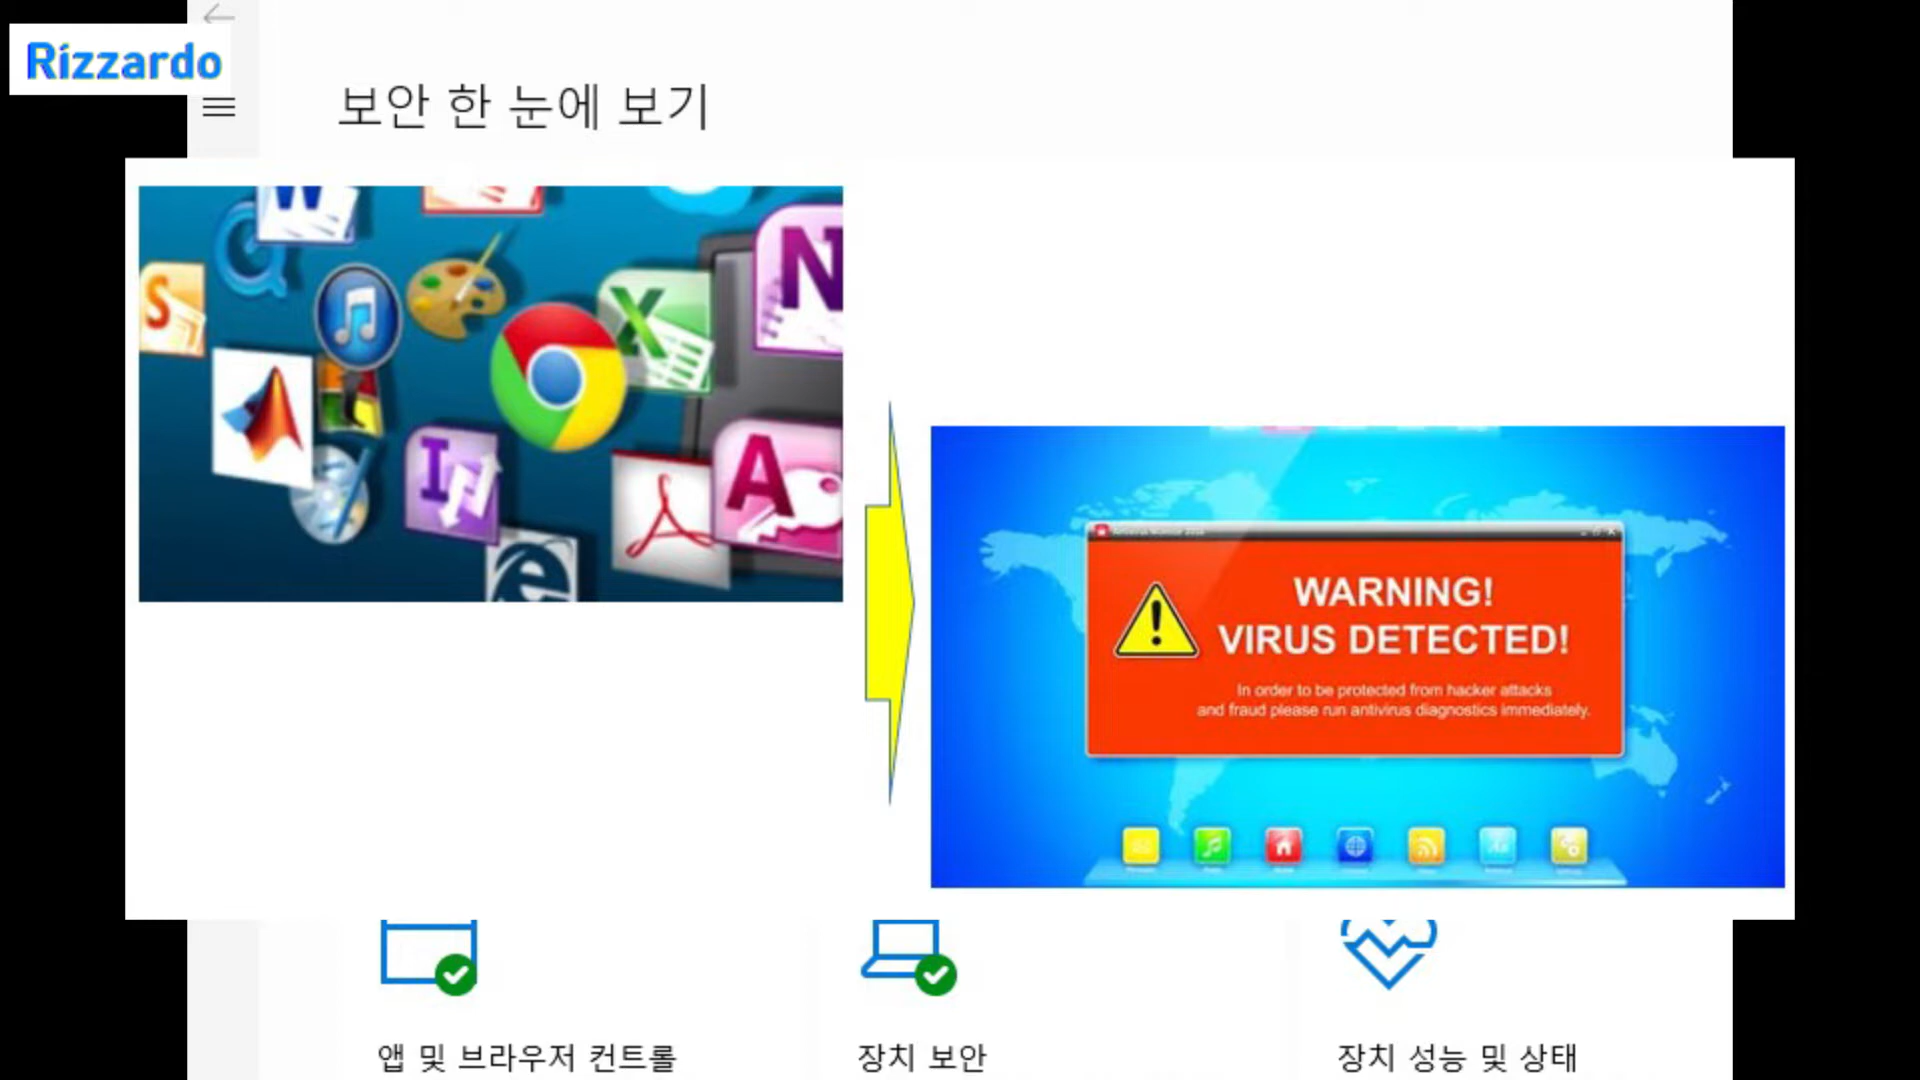 Rizzardo
보안 한 눈에 보기
W
S
N
X
I
A
e
WARNING!
VIRUS DETECTED!
In order to be protected from hacker attacks
and fraud please run antivirus diagnostics immediately.
앱 및 브라우저 컨트롤
장치 보안
장치 성능 및 상태